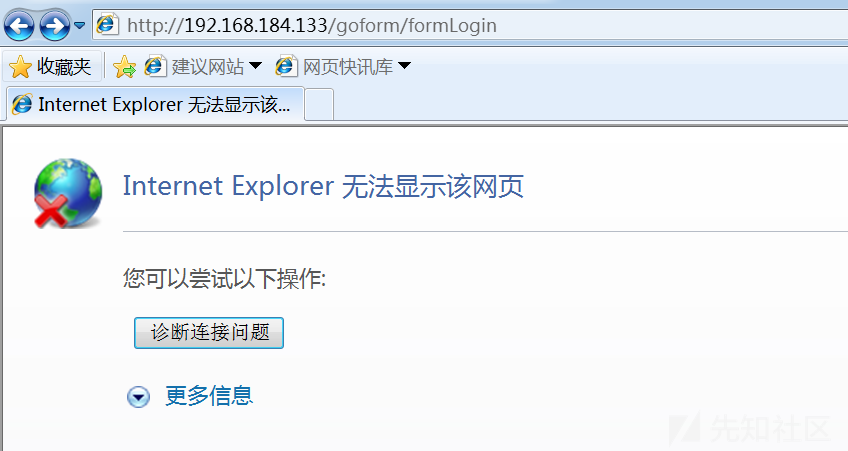 http://192.168.184.133/goform/formLogin
收藏夹 建议网站 网页快讯库
Internet Explorer 无法显示该...
Internet Explorer 无法显示该网页
您可以尝试以下操作:
诊断连接问题
更多信息
先知社区